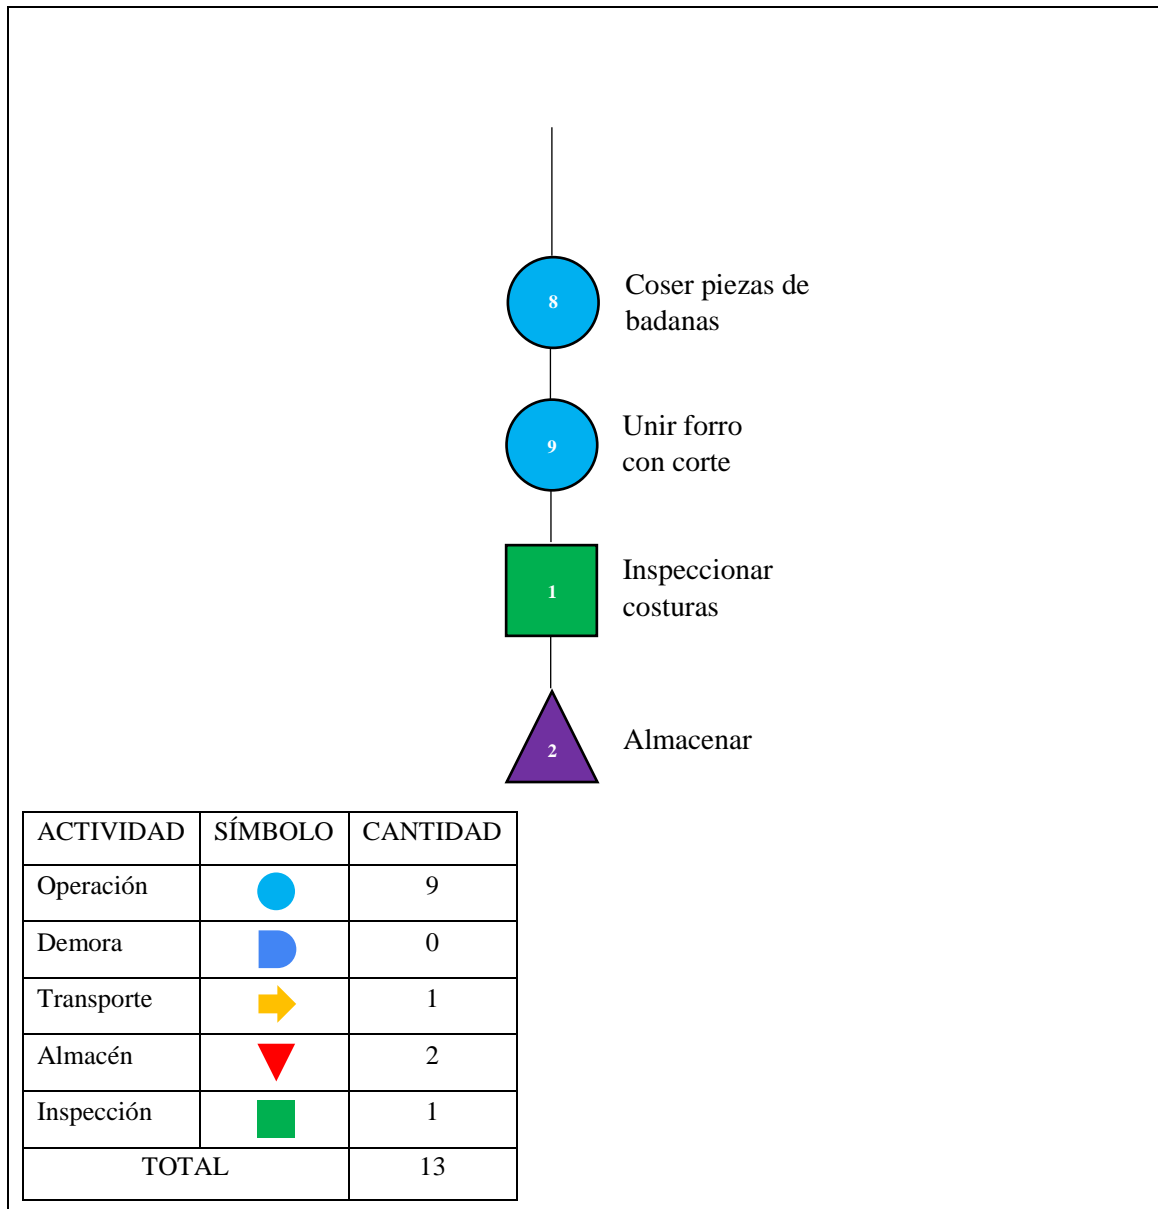 8
Coser piezas de
badanas
9
Unir forro
con corte
1
Inspeccionar
costuras
2
Almacenar
ACTIVIDAD SÍMBOLO CANTIDAD
Operación 9
Demora 0
Transporte 1
Almacén 2
Inspección 1
TOTAL 13